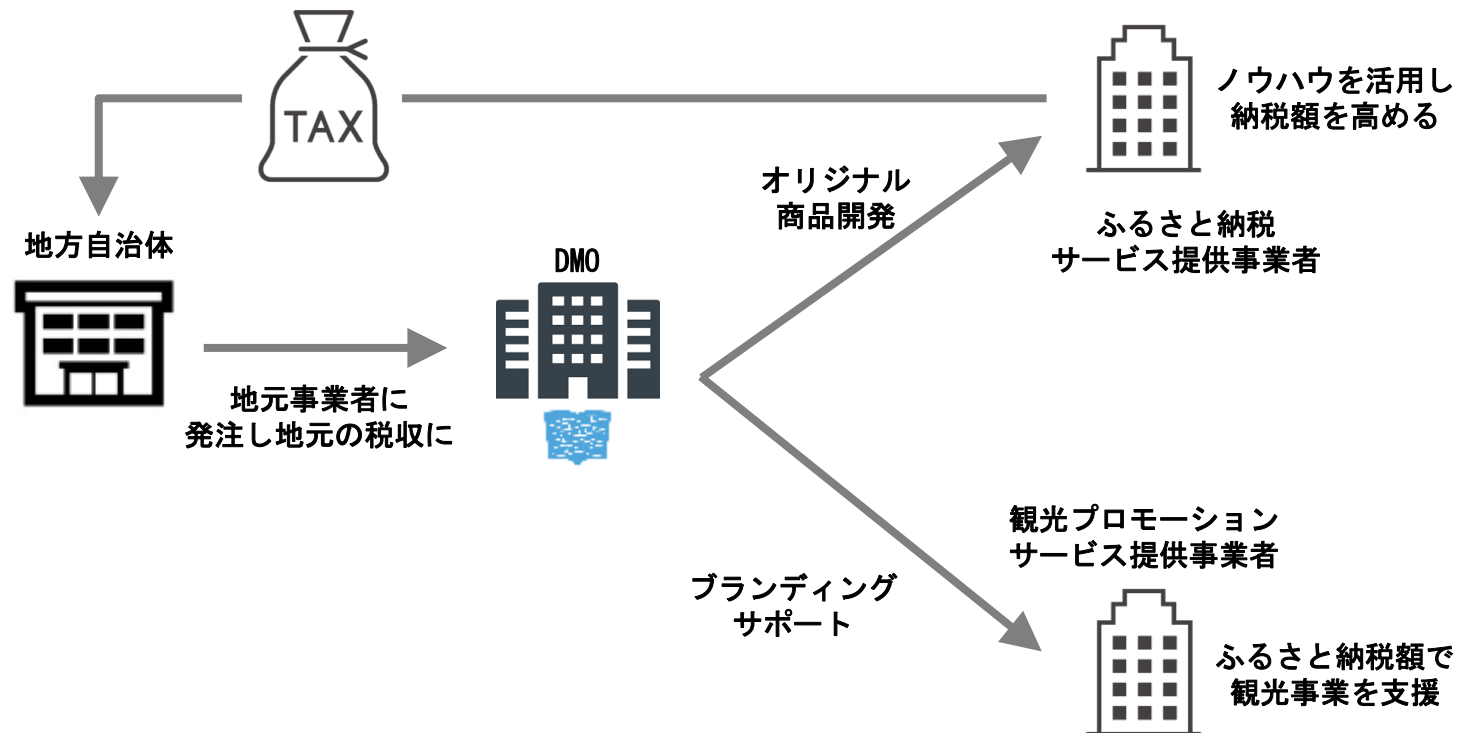 TAX
ノウハウを活用し
納税額を高める
オリジナル
商品開発
ふるさと納税
サービス提供事業者
地方自治体
DMO
地元事業者に
発注し地元の税収に
観光プロモーション
サービス提供事業者
ブランディング
サポート
ふるさと納税額で
観光事業を支援